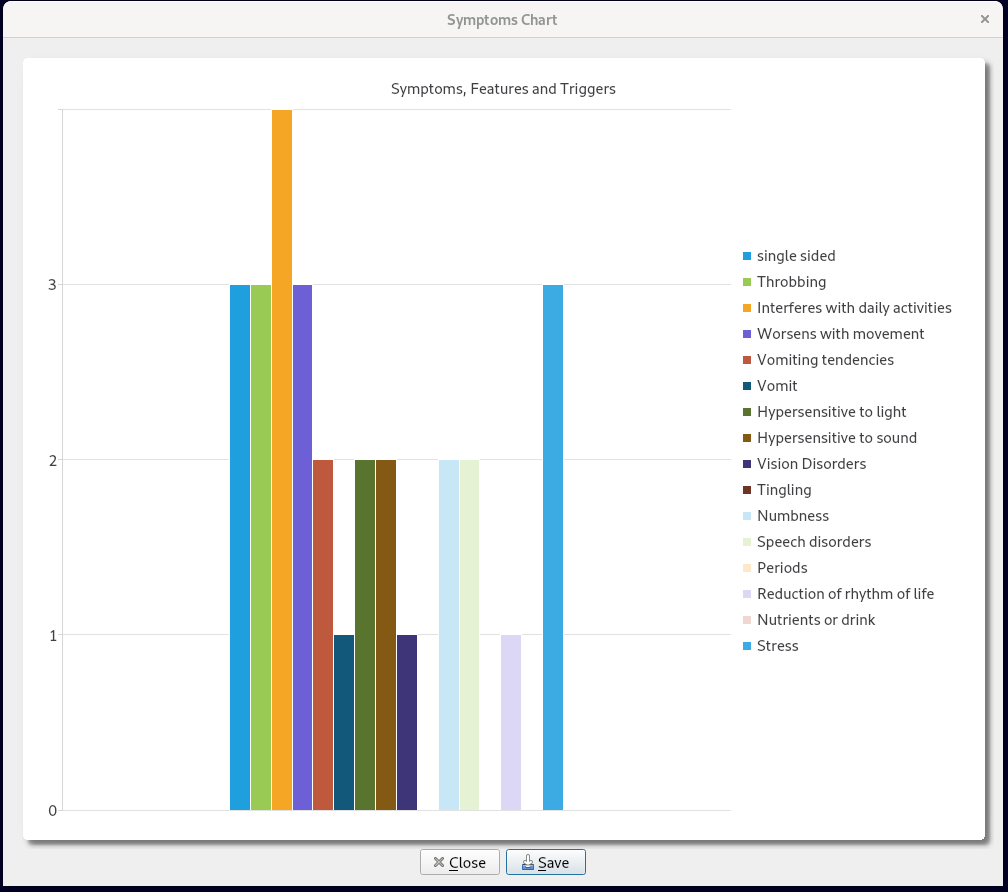 Symptoms Chart
×
Symptoms, Features and Triggers
3
2
1
0
single sided
Throbbing
Interferes with daily activities
Worsens with movement
Vomiting tendencies
Vomit
Hypersensitive to light
Hypersensitive to sound
Vision Disorders
Tingling
Numbness
Speech disorders
Periods
Reduction of rhythm of life
Nutrients or drink
Stress
Close
Save